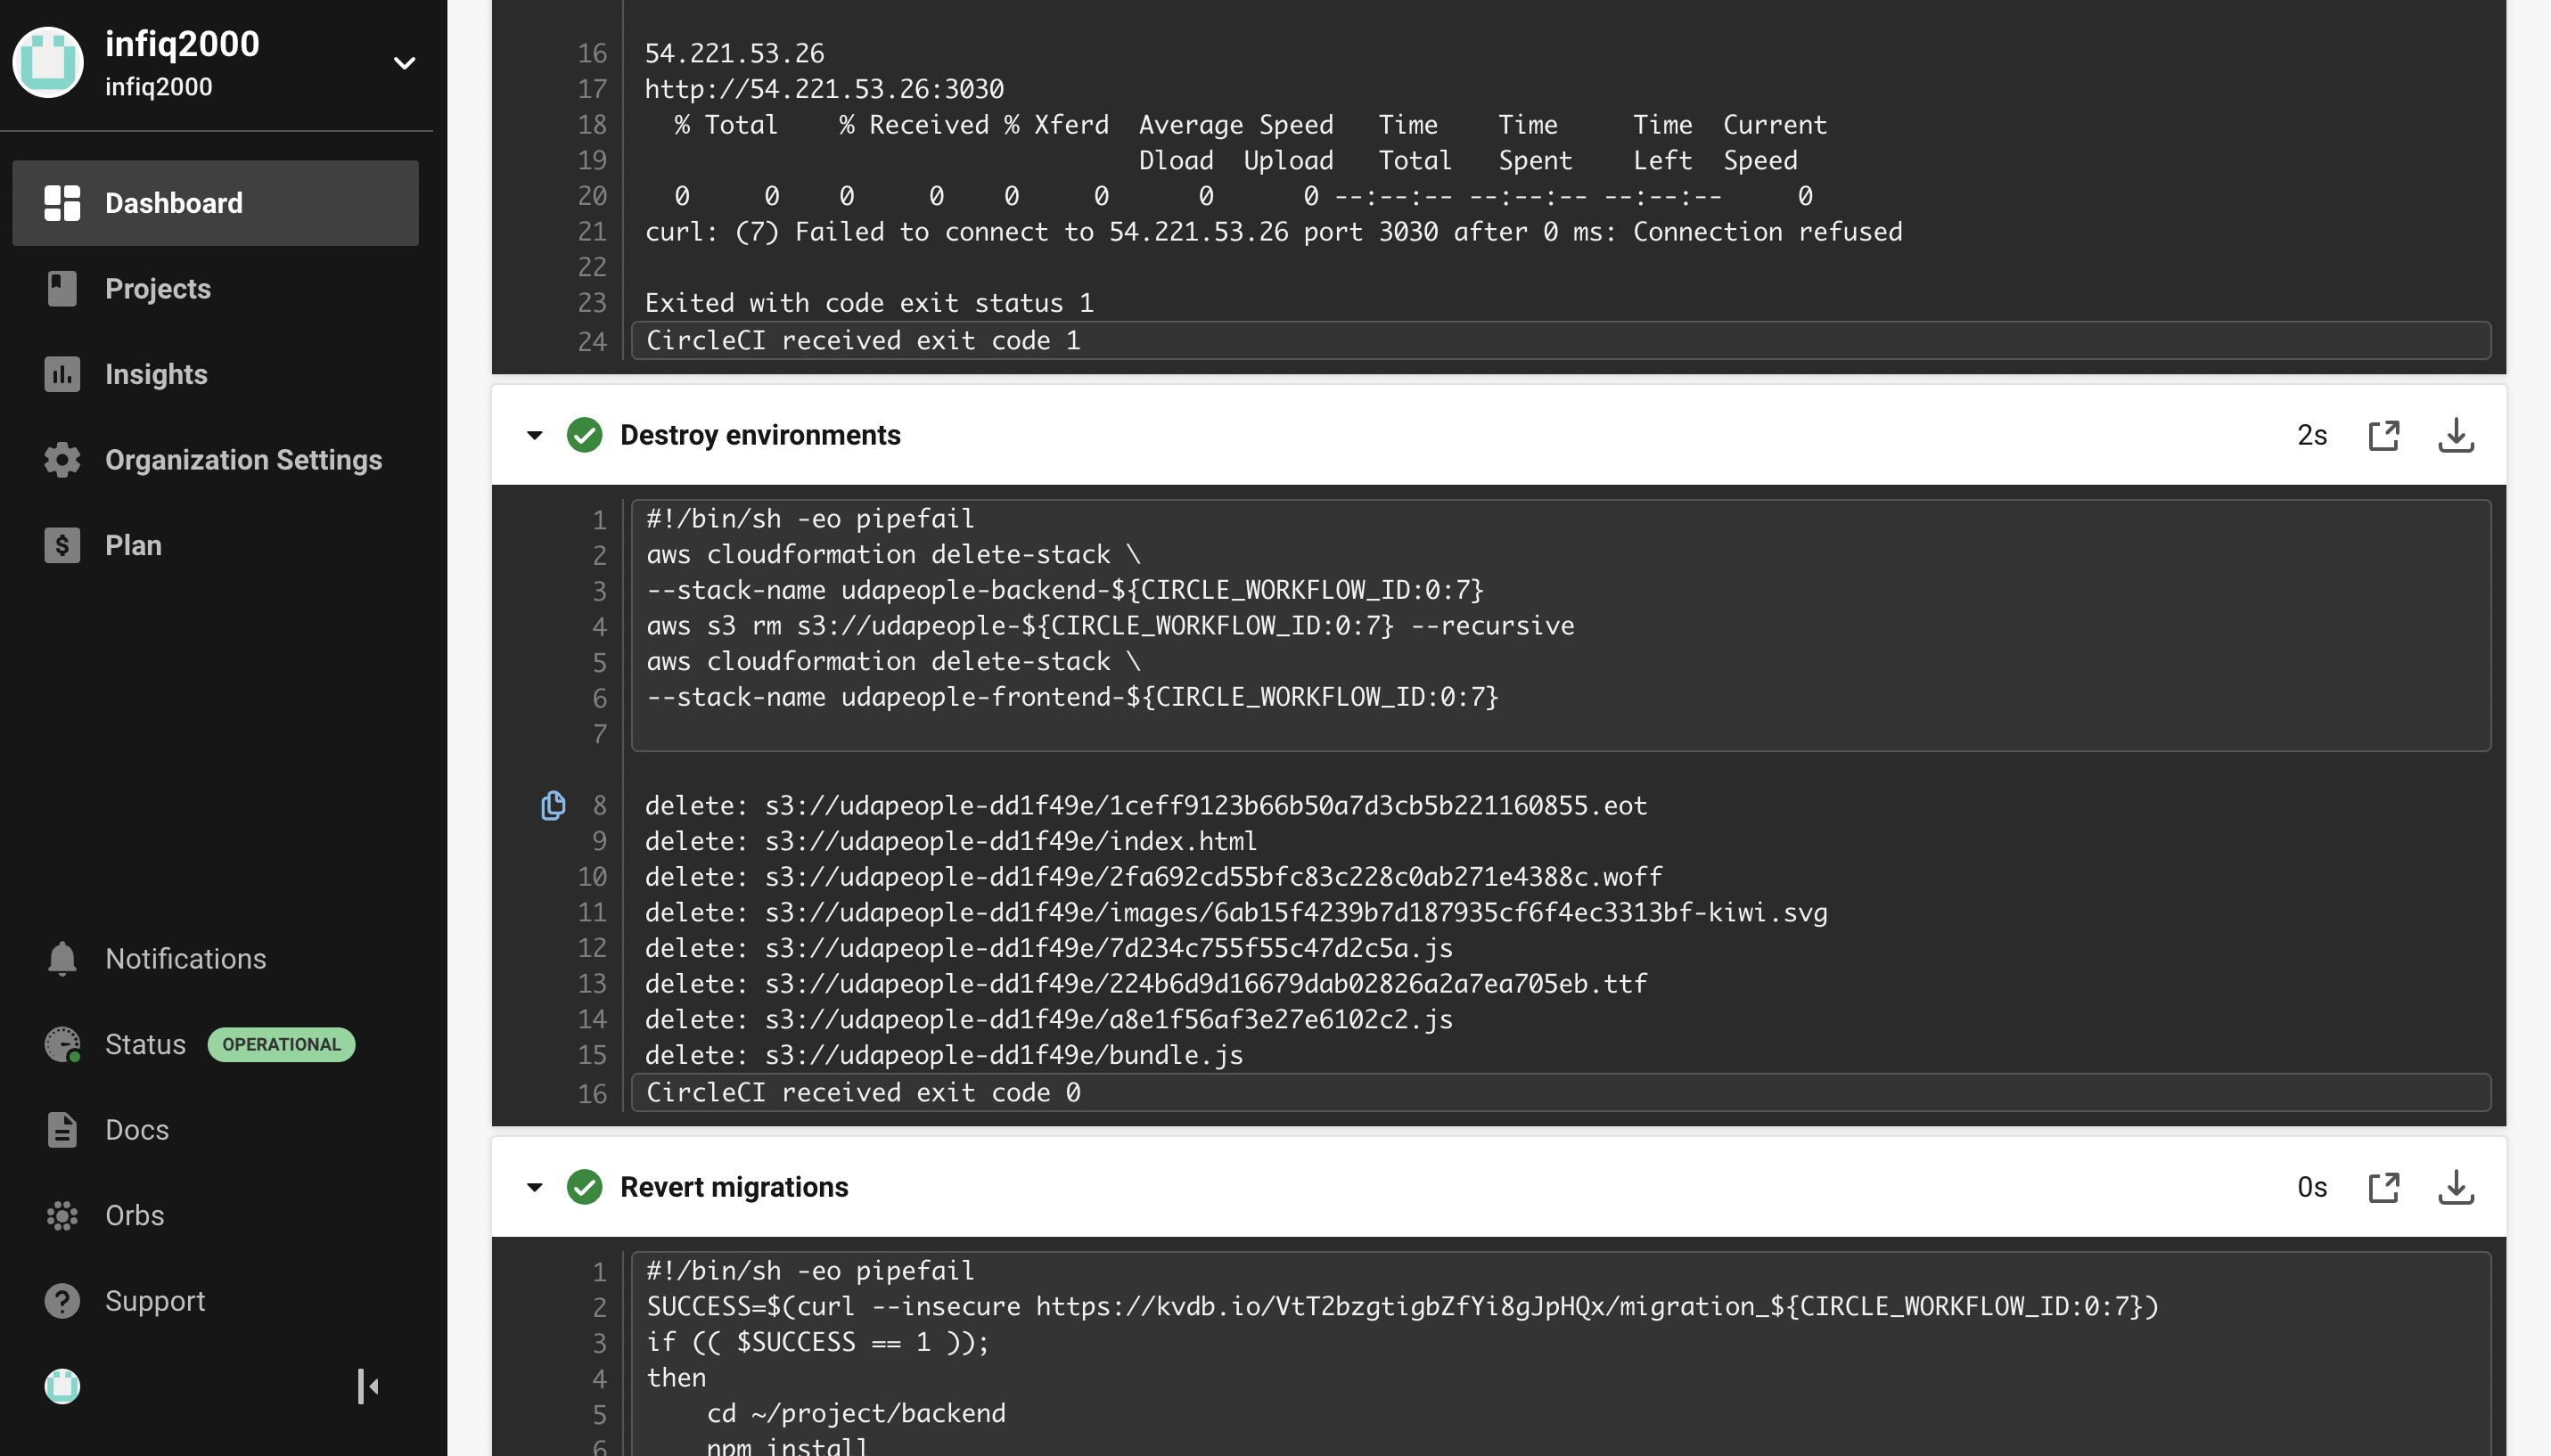 infiq2000
infiq2000
Dashboard
Projects
Insights
Organization Settings
Plan
Notifications
Status OPERATIONAL
Docs
Orbs
Support
16 54.221.53.26
17 http://54.221.53.26:3030
18 % Total % Received % Xferd Average Speed Time Time Time Current
19 Dload Upload Total Spent Left Speed
20 0 0 0 0 0 0 0 0 --:--:-- --:--:-- --:--:-- 0
21 curl: (7) Failed to connect to 54.221.53.26 port 3030 after 0 ms: Connection refused
22
23 Exited with code exit status 1
24 CircleCI received exit code 1
Destroy environments 2s
1 #!/bin/sh -eo pipefail
2 aws cloudformation delete-stack \
3 --stack-name udapeople-backend-${CIRCLE_WORKFLOW_ID:0:7}
4 aws s3 rm s3://udapeople-${CIRCLE_WORKFLOW_ID:0:7} --recursive
5 aws cloudformation delete-stack \
6 --stack-name udapeople-frontend-${CIRCLE_WORKFLOW_ID:0:7}
7
8 delete: s3://udapeople-dd1f49e/1ceff9123b66b50a7d3cb5b221160855.eot
9 delete: s3://udapeople-dd1f49e/index.html
10 delete: s3://udapeople-dd1f49e/2fa692cd55bfc83c228c0ab271e4388c.woff
11 delete: s3://udapeople-dd1f49e/images/6ab15f4239b7d187935cf6f4ec3313bf-kiwi.svg
12 delete: s3://udapeople-dd1f49e/7d234c755f55c47d2c5a.js
13 delete: s3://udapeople-dd1f49e/224b6d9d16679dab02826a2a7ea705eb.ttf
14 delete: s3://udapeople-dd1f49e/a8e1f56af3e27e6102c2.js
15 delete: s3://udapeople-dd1f49e/bundle.js
16 CircleCI received exit code 0
Revert migrations 0s
1 #!/bin/sh -eo pipefail
2 SUCCESS=$(curl --insecure https://kvdb.io/VtT2bzgtigbZfYi8gJpHQx/migration_${CIRCLE_WORKFLOW_ID:0:7})
3 if (( $SUCCESS == 1 ));
4 then
5 cd ~/project/backend
6 npm install